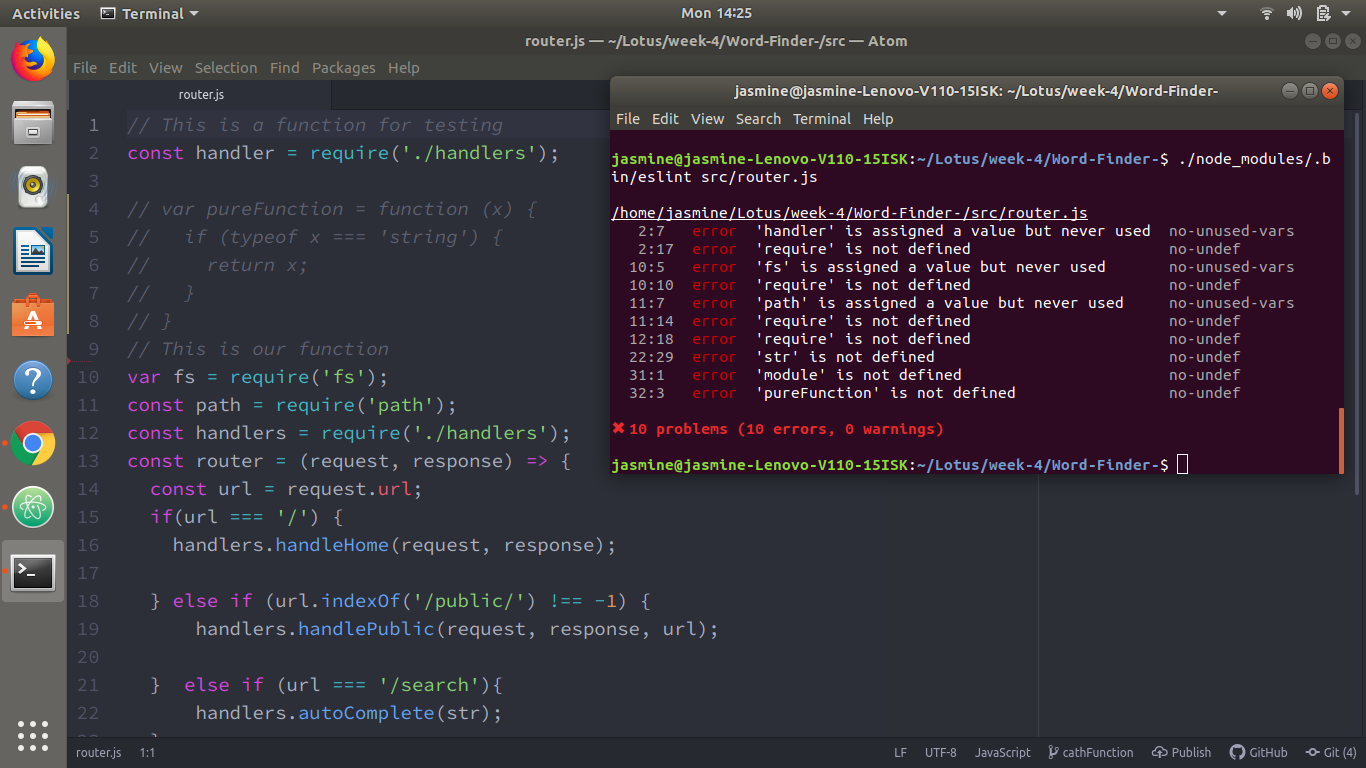 Activities Terminal Mon 14:25
router.js — ~/Lotus/week-4/Word-Finder-/src — Atom
File Edit View Selection Find Packages Help
router.js
1 // This is a function for testing
2 const handler = require('./handlers');
3
4 // var pureFunction = function (x) {
5 //   if (typeof x === 'string') {
6 //     return x;
7 //   }
8 // }
9 // This is our function
10 var fs = require('fs');
11 const path = require('path');
12 const handlers = require('./handlers');
13 const router = (request, response) => {
14   const url = request.url;
15   if(url === '/') {
16     handlers.handleHome(request, response);
17
18   } else if (url.indexOf('/public/') !== -1) {
19       handlers.handlePublic(request, response, url);
20
21   }  else if (url === '/search'){
22       handlers.autoComplete(str);
jasmine@jasmine-Lenovo-V110-15ISK: ~/Lotus/week-4/Word-Finder-
File Edit View Search Terminal Help
jasmine@jasmine-Lenovo-V110-15ISK:~/Lotus/week-4/Word-Finder-$ ./node_modules/.b
in/eslint src/router.js
/home/jasmine/Lotus/week-4/Word-Finder-/src/router.js
2:7 error 'handler' is assigned a value but never used no-unused-vars
2:17 error 'require' is not defined no-undef
10:5 error 'fs' is assigned a value but never used no-unused-vars
10:10 error 'require' is not defined no-undef
11:7 error 'path' is assigned a value but never used no-unused-vars
11:14 error 'require' is not defined no-undef
12:18 error 'require' is not defined no-undef
22:29 error 'str' is not defined no-undef
31:1 error 'module' is not defined no-undef
32:3 error 'pureFunction' is not defined no-undef
✖ 10 problems (10 errors, 0 warnings)
jasmine@jasmine-Lenovo-V110-15ISK:~/Lotus/week-4/Word-Finder-$
router.js 1:1 LF UTF-8 JavaScript cathFunction Publish GitHub Git (4)